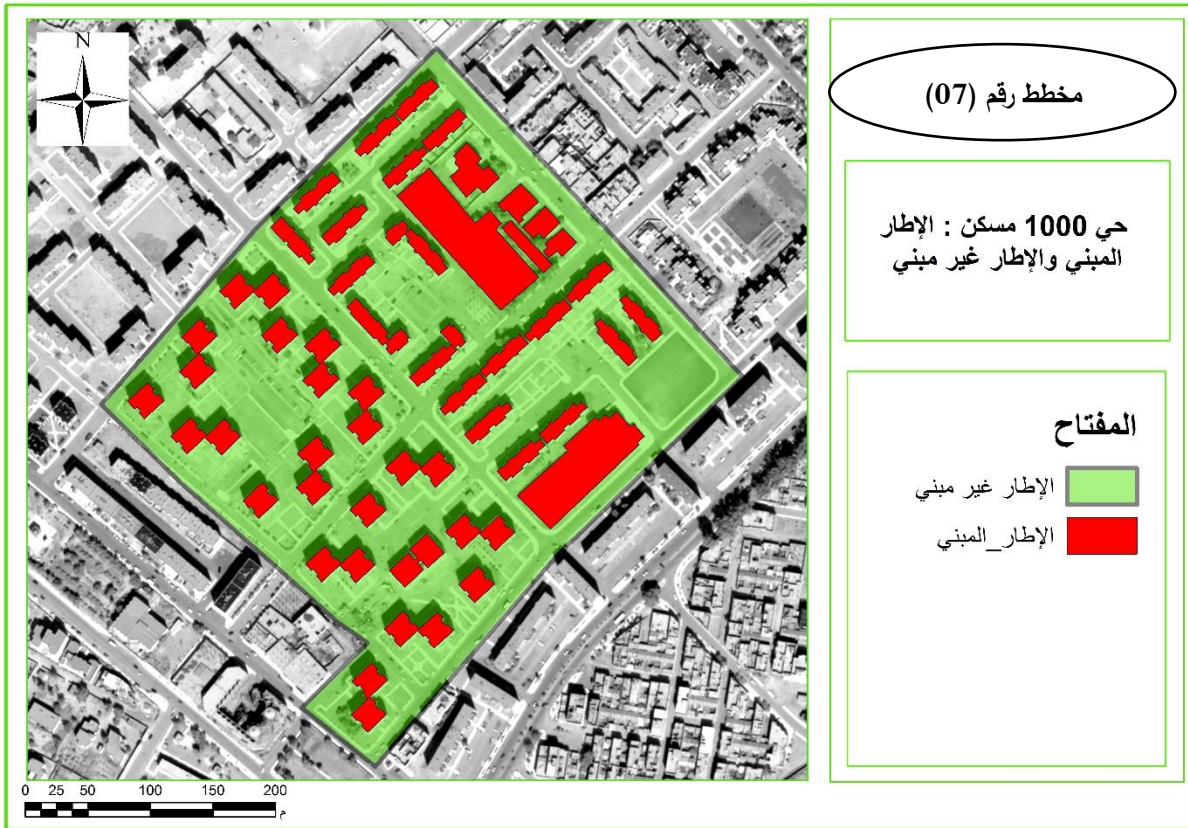 N
مخطط رقم (07)
حي 1000 مسكن : الإطار
المبني والإطار غير مبني
المفتاح
الإطار غير مبني
الإطار_المبني
0 25 50 100 150 200
م